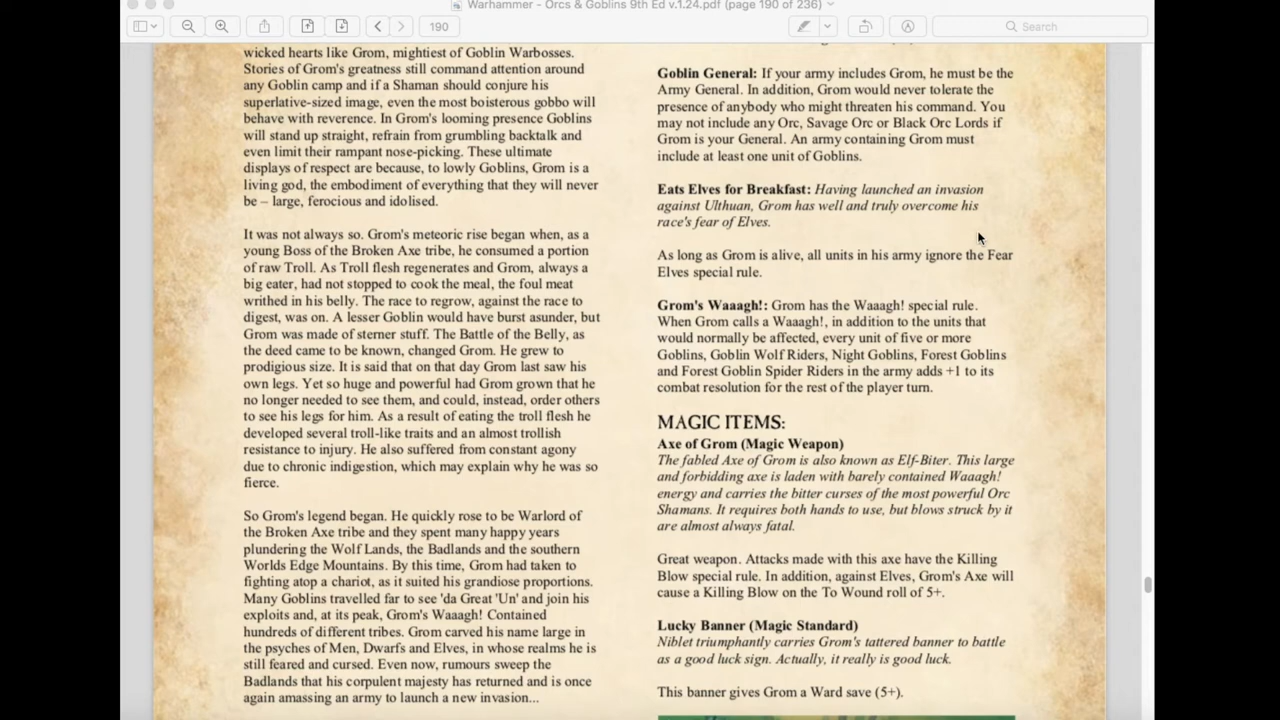 Warhammer - Orcs & Goblins 9th Ed v.1.24.pdf (page 190 of 236)
190
Search
wicked hearts like Grom, mightiest of Goblin Warbosses.
Stories of Grom's greatness still command attention around
any Goblin camp and if a Shaman should conjure his
superlative-sized image, even the most boisterous gobbo will
behave with reverence. In Grom's looming presence Goblins
will stand up straight, refrain from grumbling backtalk and
even limit their rampant nose-picking. These ultimate
displays of respect are because, to lowly Goblins, Grom is a
living god, the embodiment of everything that they will never
be – large, ferocious and idolised.
It was not always so. Grom's meteoric rise began when, as a
young Boss of the Broken Axe tribe, he consumed a portion
of raw Troll. As Troll flesh regenerates and Grom, always a
big eater, had not stopped to cook the meal, the foul meat
writhed in his belly. The race to regrow, against the race to
digest, was on. A lesser Goblin would have burst asunder, but
Grom was made of sterner stuff. The Battle of the Belly, as
the deed came to be known, changed Grom. He grew to
prodigious size. It is said that on that day Grom last saw his
own legs. Yet so huge and powerful had Grom grown that he
no longer needed to see them, and could, instead, order others
to see his legs for him. As a result of eating the troll flesh he
developed several troll-like traits and an almost trollish
resistance to injury. He also suffered from constant agony
due to chronic indigestion, which may explain why he was so
fierce.
So Grom's legend began. He quickly rose to be Warlord of
the Broken Axe tribe and they spent many happy years
plundering the Wolf Lands, the Badlands and the southern
Worlds Edge Mountains. By this time, Grom had taken to
fighting atop a chariot, as it suited his grandiose proportions.
Many Goblins travelled far to see 'da Great 'Un' and join his
exploits and, at its peak, Grom's Waaagh! Contained
hundreds of different tribes. Grom carved his name large in
the psyches of Men, Dwarfs and Elves, in whose realms he is
still feared and cursed. Even now, rumours sweep the
Badlands that his corpulent majesty has returned and is once
again amassing an army to launch a new invasion...
Goblin General: If your army includes Grom, he must be the
Army General. In addition, Grom would never tolerate the
presence of anybody who might threaten his command. You
may not include any Orc, Savage Orc or Black Orc Lords if
Grom is your General. An army containing Grom must
include at least one unit of Goblins.
Eats Elves for Breakfast: Having launched an invasion
against Ulthuan, Grom has well and truly overcome his
race's fear of Elves.
As long as Grom is alive, all units in his army ignore the Fear
Elves special rule.
Grom's Waaagh!: Grom has the Waaagh! special rule.
When Grom calls a Waaagh!, in addition to the units that
would normally be affected, every unit of five or more
Goblins, Goblin Wolf Riders, Night Goblins, Forest Goblins
and Forest Goblin Spider Riders in the army adds +1 to its
combat resolution for the rest of the player turn.
MAGIC ITEMS:
Axe of Grom (Magic Weapon)
The fabled Axe of Grom is also known as Elf-Biter. This large
and forbidding axe is laden with barely contained Waaagh!
energy and carries the bitter curses of the most powerful Orc
Shamans. It requires both hands to use, but blows struck by it
are almost always fatal.
Great weapon. Attacks made with this axe have the Killing
Blow special rule. In addition, against Elves, Grom's Axe will
cause a Killing Blow on the To Wound roll of 5+.
Lucky Banner (Magic Standard)
Niblet triumphantly carries Grom's tattered banner to battle
as a good luck sign. Actually, it really is good luck.
This banner gives Grom a Ward save (5+).